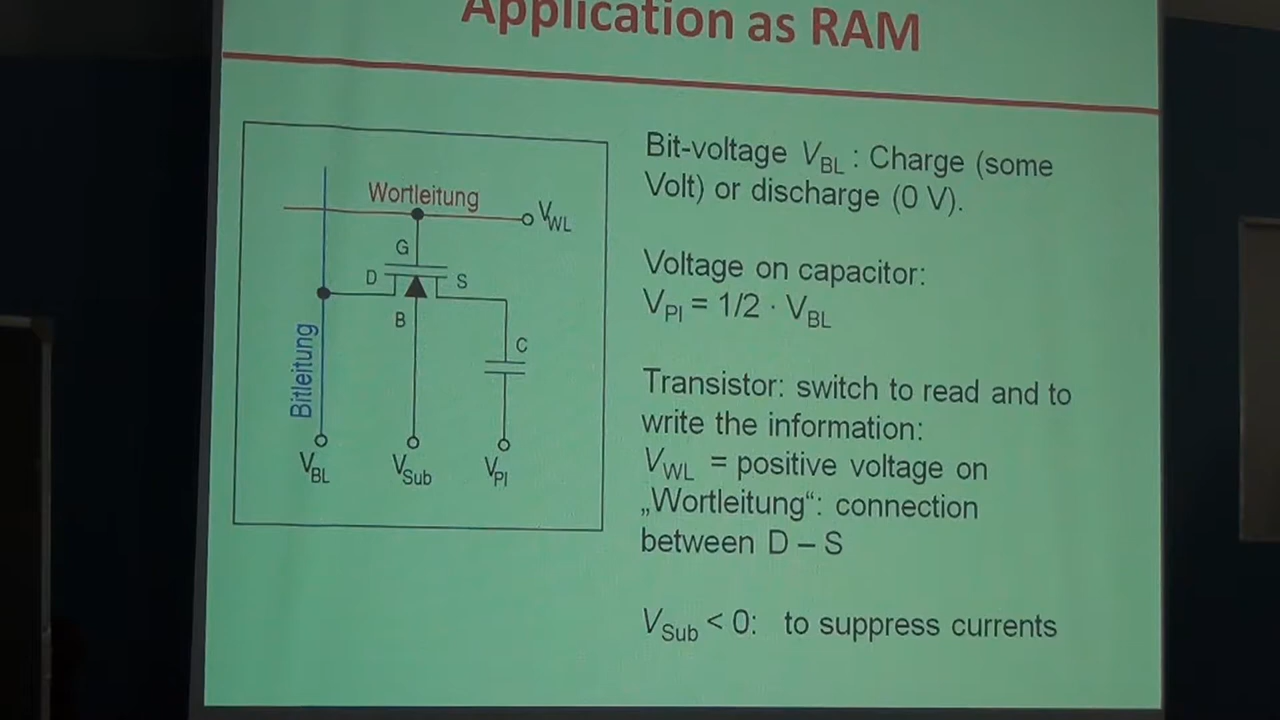 Application as RAM
Wortleitung
V_WL
G
D
S
B
C
Bitleitung
V_BL
V_Sub
V_Pl
Bit-voltage V_BL : Charge (some
Volt) or discharge (0 V).
Voltage on capacitor:
V_Pl = 1/2 · V_BL
Transistor: switch to read and to
write the information:
V_WL = positive voltage on
„Wortleitung“: connection
between D – S
V_Sub < 0: to suppress currents